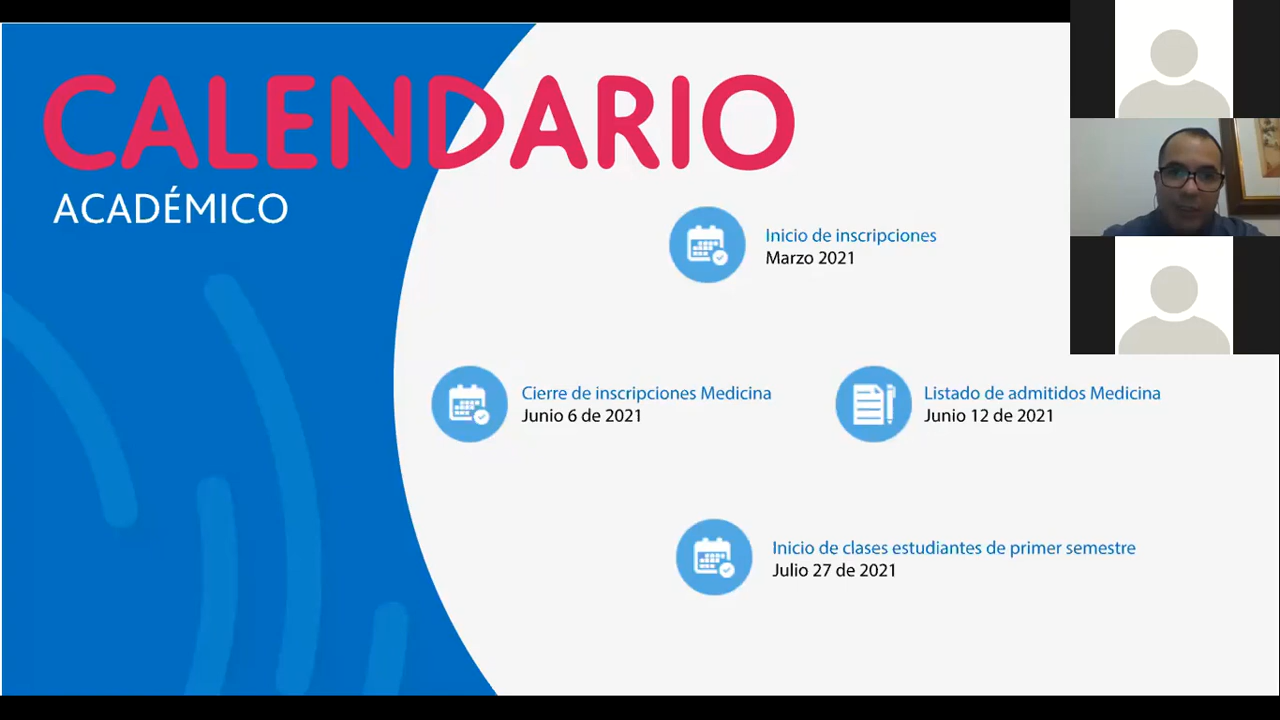 CALENDARIO
ACADÉMICO
Inicio de inscripciones
Marzo 2021
Cierre de inscripciones Medicina
Junio 6 de 2021
Listado de admitidos Medicina
Junio 12 de 2021
Inicio de clases estudiantes de primer semestre
Julio 27 de 2021